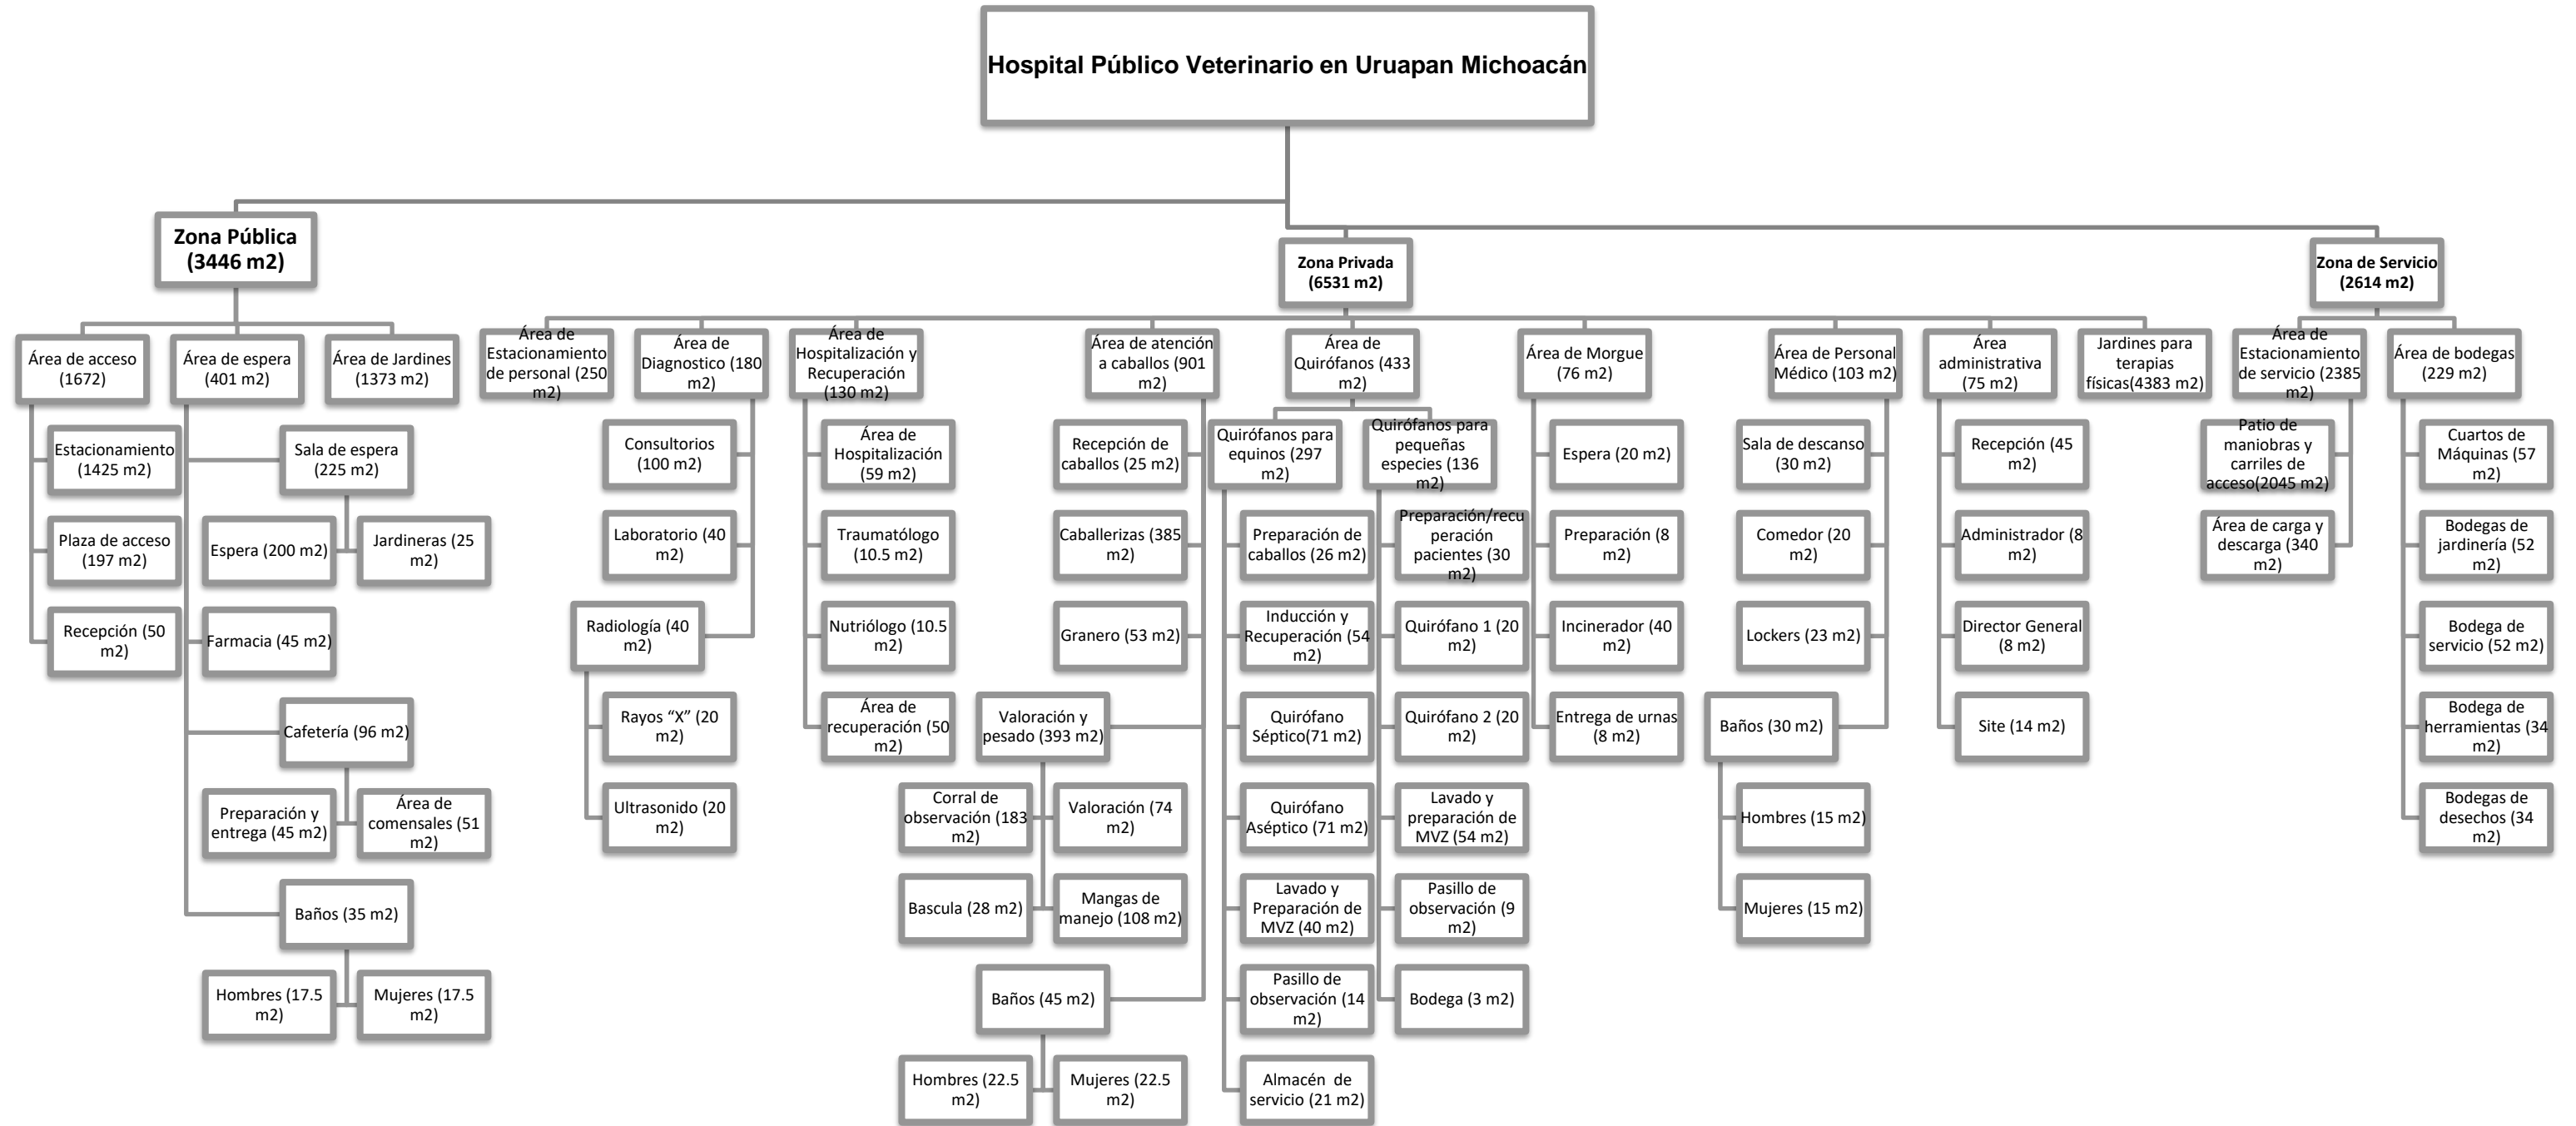 Hospital Público Veterinario en Uruapan Michoacán
Zona Pública
(3446 m2)
Área de acceso
(1672)
Estacionamiento
(1425 m2)
Plaza de acceso
(197 m2)
Recepción (50
m2)
Área de espera
(401 m2)
Sala de espera
(225 m2)
Espera (200 m2)
Jardineras (25
m2)
Farmacia (45 m2)
Cafetería (96 m2)
Preparación y
entrega (45 m2)
Área de
comensales (51
m2)
Baños (35 m2)
Hombres (17.5
m2)
Mujeres (17.5
m2)
Área de Jardines
(1373 m2)
Zona Privada
(6531 m2)
Área de
Estacionamiento
de personal (250
m2)
Área de
Diagnostico (180
m2)
Consultorios
(100 m2)
Laboratorio (40
m2)
Radiología (40
m2)
Rayos “X” (20
m2)
Ultrasonido (20
m2)
Área de
Hospitalización y
Recuperación
(130 m2)
Área de
Hospitalización
(59 m2)
Traumatólogo
(10.5 m2)
Nutriólogo (10.5
m2)
Área de
recuperación (50
m2)
Área de atención
a caballos (901
m2)
Recepción de
caballos (25 m2)
Caballerizas (385
m2)
Granero (53 m2)
Valoración y
pesado (393 m2)
Corral de
observación (183
m2)
Valoración (74
m2)
Bascula (28 m2)
Mangas de
manejo (108 m2)
Baños (45 m2)
Hombres (22.5
m2)
Mujeres (22.5
m2)
Área de
Quirófanos (433
m2)
Quirófanos para
equinos (297
m2)
Preparación de
caballos (26 m2)
Inducción y
Recuperación (54
m2)
Quirófano
Séptico(71 m2)
Quirófano
Aséptico (71 m2)
Lavado y
Preparación de
MVZ (40 m2)
Pasillo de
observación (14
m2)
Almacén de
servicio (21 m2)
Quirófanos para
pequeñas
especies (136
m2)
Preparación/recu
peración
pacientes (30
m2)
Quirófano 1 (20
m2)
Quirófano 2 (20
m2)
Lavado y
preparación de
MVZ (54 m2)
Pasillo de
observación (9
m2)
Bodega (3 m2)
Área de Morgue
(76 m2)
Espera (20 m2)
Preparación (8
m2)
Incinerador (40
m2)
Entrega de urnas
(8 m2)
Área de Personal
Médico (103 m2)
Sala de descanso
(30 m2)
Comedor (20
m2)
Lockers (23 m2)
Baños (30 m2)
Hombres (15 m2)
Mujeres (15 m2)
Área
administrativa
(75 m2)
Recepción (45
m2)
Administrador (8
m2)
Director General
(8 m2)
Site (14 m2)
Jardines para
terapias
físicas(4383 m2)
Zona de Servicio
(2614 m2)
Área de
Estacionamiento
de servicio (2385
m2)
Patio de
maniobras y
carriles de
acceso(2045 m2)
Área de carga y
descarga (340
m2)
Área de bodegas
(229 m2)
Cuartos de
Máquinas (57
m2)
Bodegas de
jardinería (52
m2)
Bodega de
servicio (52 m2)
Bodega de
herramientas (34
m2)
Bodegas de
desechos (34
m2)